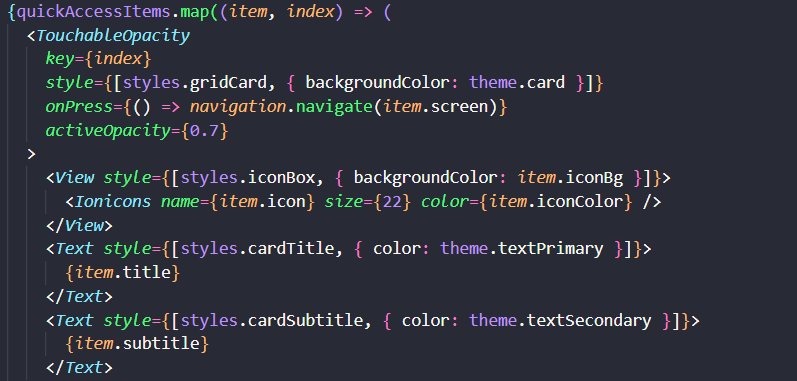 {quickAccessItems.map((item, index) => (
<TouchableOpacity
key={index}
style={[styles.gridCard, { backgroundColor: theme.card }]}
onPress={() => navigation.navigate(item.screen)}
activeOpacity={0.7}
>
<View style={[styles.iconBox, { backgroundColor: item.iconBg }]}>
<Ionicons name={item.icon} size={22} color={item.iconColor} />
</View>
<Text style={[styles.cardTitle, { color: theme.textPrimary }]}>
{item.title}
</Text>
<Text style={[styles.cardSubtitle, { color: theme.textSecondary }]}>
{item.subtitle}
</Text>